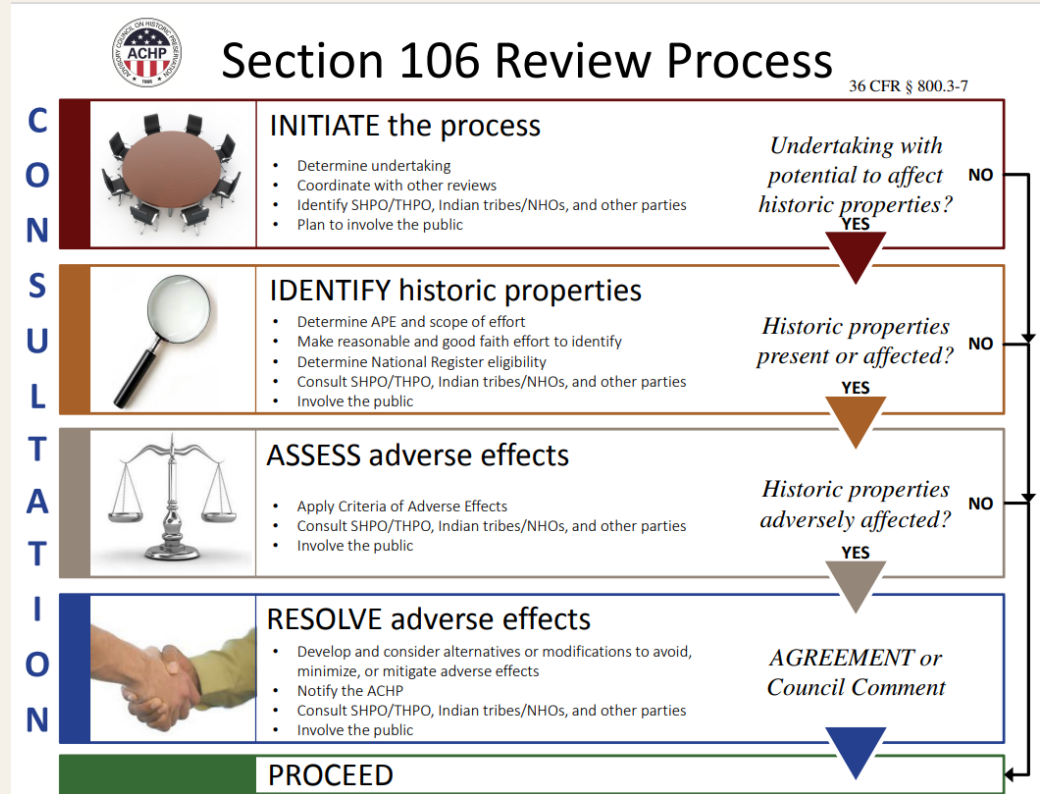 ADVISORY COUNCIL ON HISTORIC PRESERVATION
ACHP
Section 106 Review Process
36 CFR § 800.3-7
CONSULTATION
INITIATE the process
• Determine undertaking
• Coordinate with other reviews
• Identify SHPO/THPO, Indian tribes/NHOs, and other parties
• Plan to involve the public
Undertaking with
potential to affect
historic properties?
YES
NO
IDENTIFY historic properties
• Determine APE and scope of effort
• Make reasonable and good faith effort to identify
• Determine National Register eligibility
• Consult SHPO/THPO, Indian tribes/NHOs, and other parties
• Involve the public
Historic properties
present or affected?
YES
NO
ASSESS adverse effects
• Apply Criteria of Adverse Effects
• Consult SHPO/THPO, Indian tribes/NHOs, and other parties
• Involve the public
Historic properties
adversely affected?
YES
NO
RESOLVE adverse effects
• Develop and consider alternatives or modifications to avoid,
minimize, or mitigate adverse effects
• Notify the ACHP
• Consult SHPO/THPO, Indian tribes/NHOs, and other parties
• Involve the public
AGREEMENT or
Council Comment
PROCEED